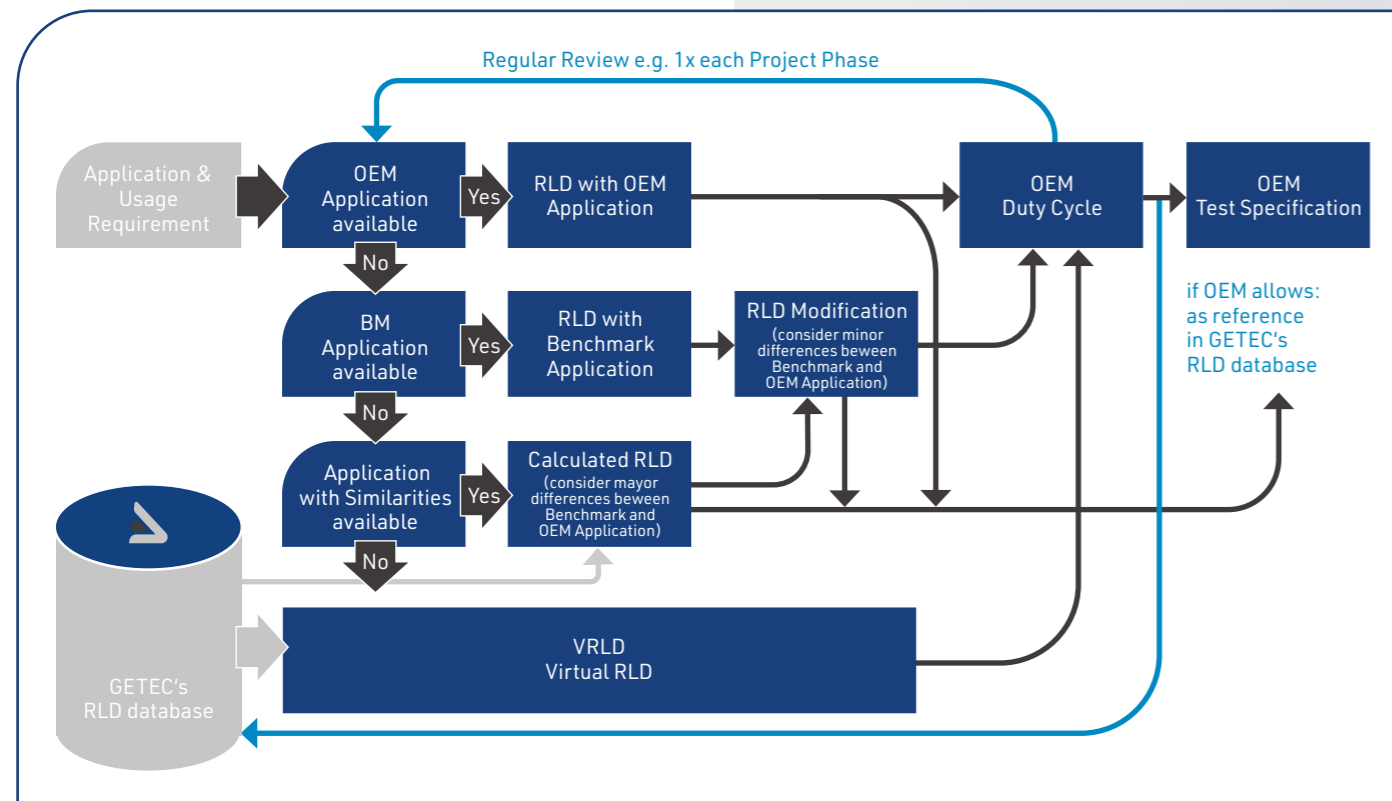 Regular Review e.g. 1x each Project Phase
Application &
Usage
Requirement
OEM
Application
available
Yes
RLD with OEM
Application
OEM
Duty Cycle
OEM
Test Specification
No
BM
Application
available
Yes
RLD with
Benchmark
Application
RLD Modification
(consider minor
differences beween
Benchmark and
OEM Application)
if OEM allows:
as reference
in GETEC's
RLD database
No
Application
with Similarities
available
Yes
Calculated RLD
(consider mayor
differences beween
Benchmark and
OEM Application)
No
VRLD
Virtual RLD
GETEC's
RLD database